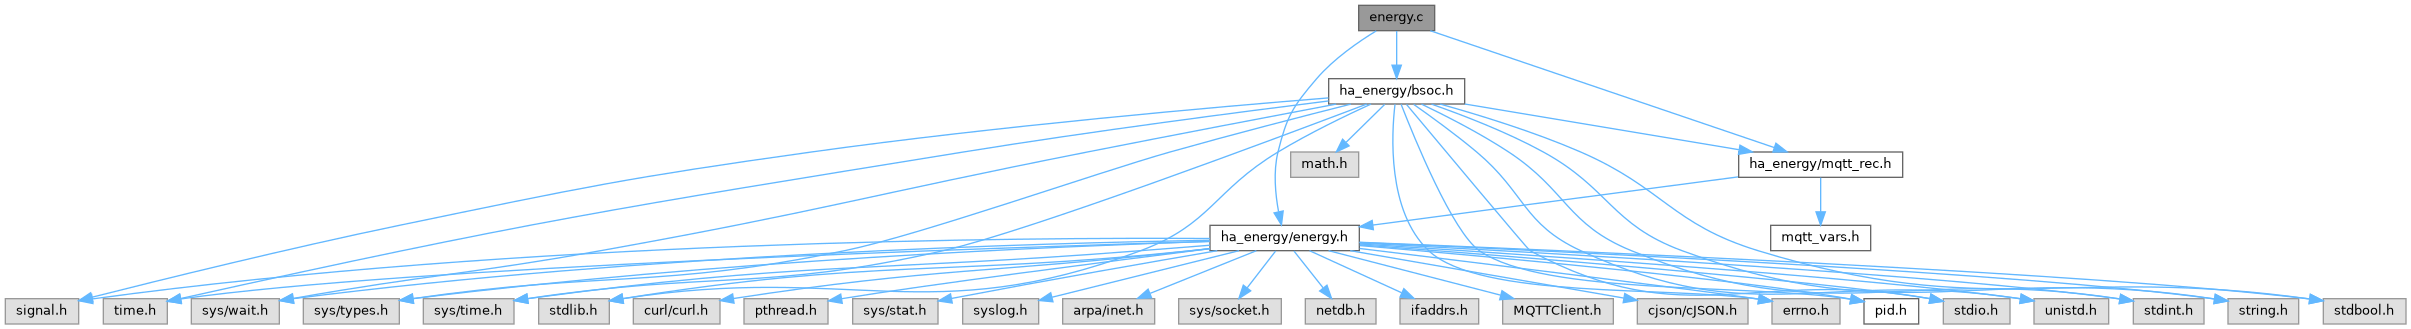 energy.c
ha_energy/bsoc.h
math.h
ha_energy/mqtt_rec.h
ha_energy/energy.h
mqtt_vars.h
signal.h
time.h
sys/wait.h
sys/types.h
sys/time.h
stdlib.h
curl/curl.h
pthread.h
sys/stat.h
syslog.h
arpa/inet.h
sys/socket.h
netdb.h
ifaddrs.h
MQTTClient.h
cjson/cJSON.h
errno.h
pid.h
stdio.h
unistd.h
stdint.h
string.h
stdbool.h